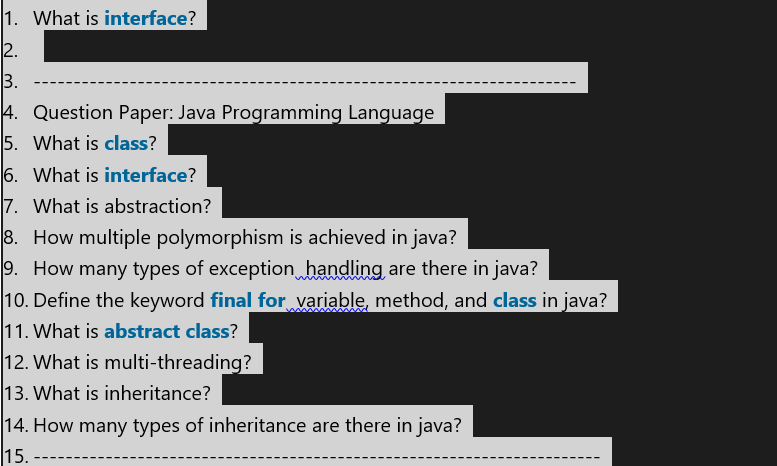 1. What is interface?
2.
3. --------------------------------------------------------------------
4. Question Paper: Java Programming Language
5. What is class?
6. What is interface?
7. What is abstraction?
8. How multiple polymorphism is achieved in java?
9. How many types of exception handling are there in java?
10. Define the keyword final for variable, method, and class in java?
11. What is abstract class?
12. What is multi-threading?
13. What is inheritance?
14. How many types of inheritance are there in java?
15. -----------------------------------------------------------------------